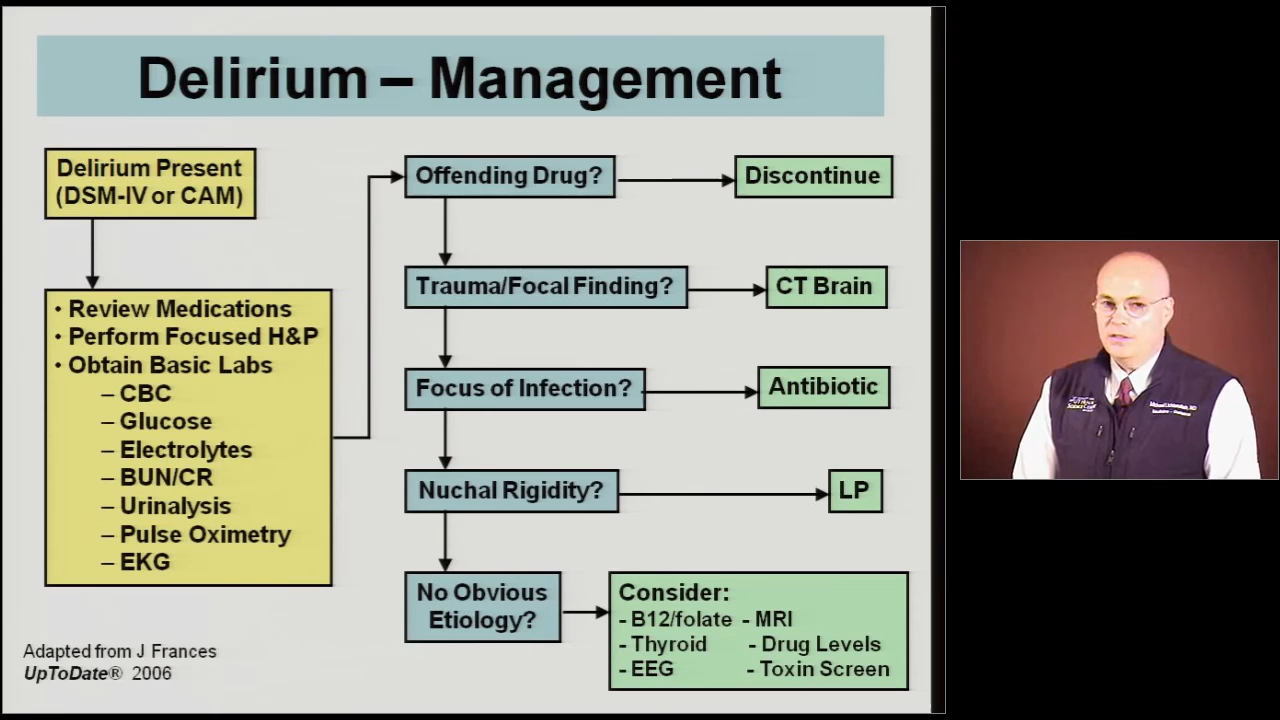 Delirium – Management
Delirium Present
(DSM-IV or CAM)
• Review Medications
• Perform Focused H&P
• Obtain Basic Labs
– CBC
– Glucose
– Electrolytes
– BUN/CR
– Urinalysis
– Pulse Oximetry
– EKG
Offending Drug?
Discontinue
Trauma/Focal Finding?
CT Brain
Focus of Infection?
Antibiotic
Nuchal Rigidity?
LP
No Obvious
Etiology?
Consider:
- B12/folate - MRI
- Thyroid - Drug Levels
- EEG - Toxin Screen
Adapted from J Frances
UpToDate® 2006